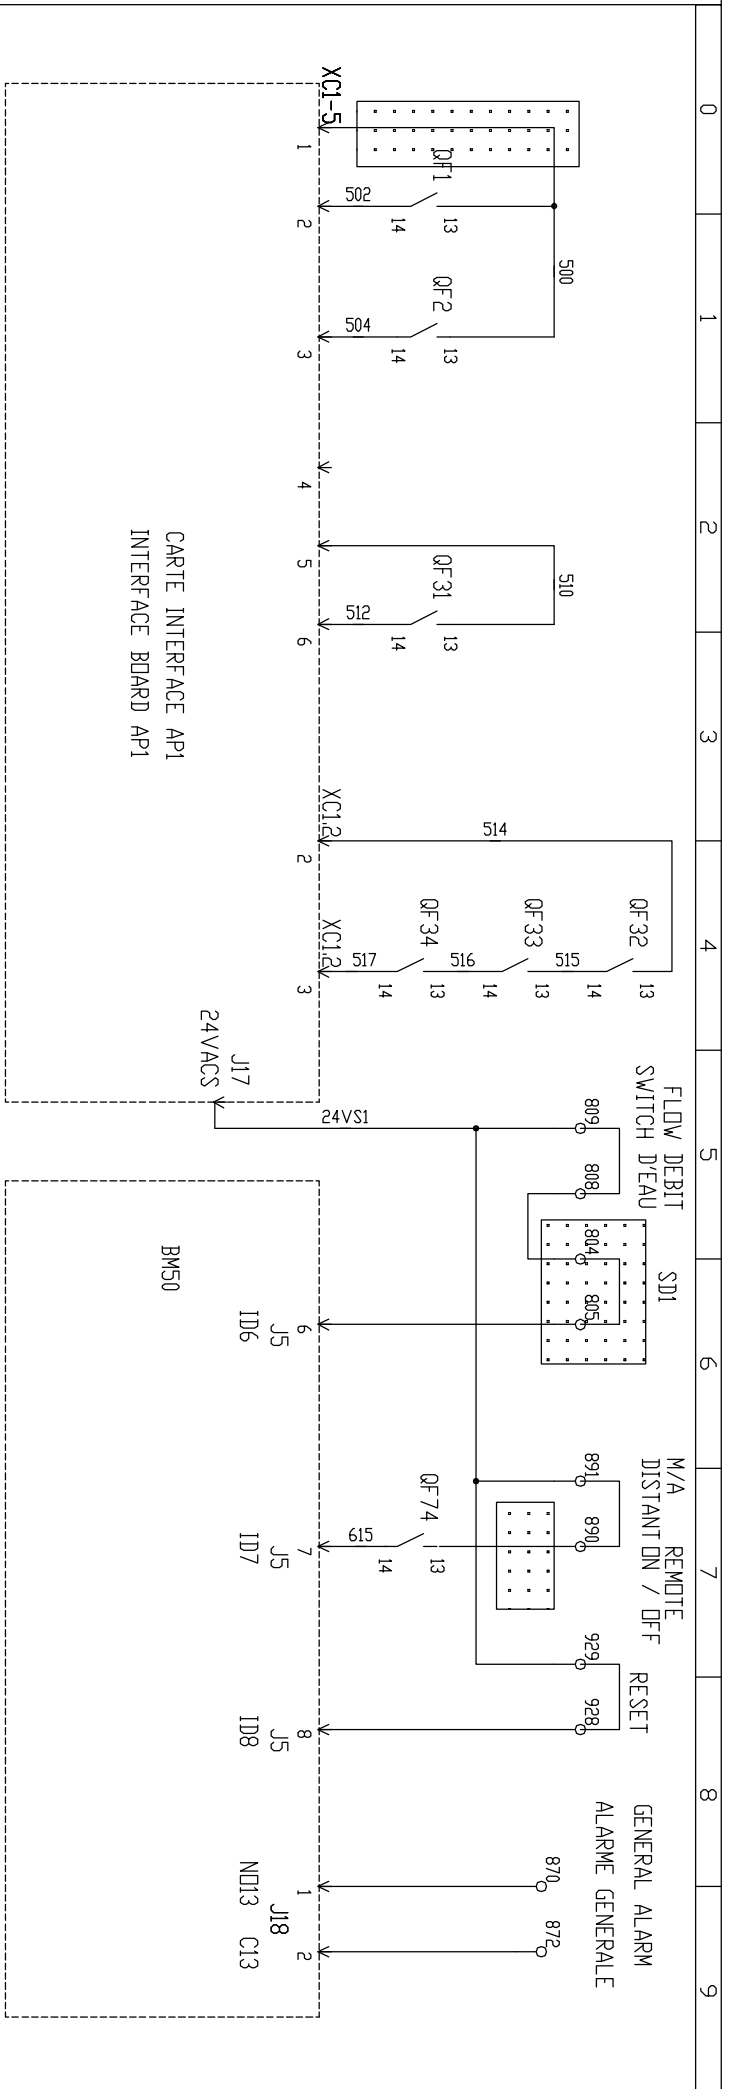 0 1 2 3 4 5 6 7 8 9
FLOW DEBIT
SWITCH D'EAU
SD1
M/A REMOTE
DISTANT ON / OFF
RESET
GENERAL ALARM
ALARME GENERALE
809 808 804 805
891 890
929 928
870 872
500
510
514
QF1
13 14
502
QF2
13 14
504
QF31
13 14
512
QF32
13 14
515
QF33
13 14
516
QF34
13 14
517
QF74
13 14
615
24VS1
XC1-5
1 2 3 4 5 6
XC1.2
2
XC1.2
3
J17
24VACS
CARTE INTERFACE AP1
INTERFACE BOARD AP1
6
J5
ID6
7
J5
ID7
8
J5
ID8
1 2
J18
NO13 C13
BM50